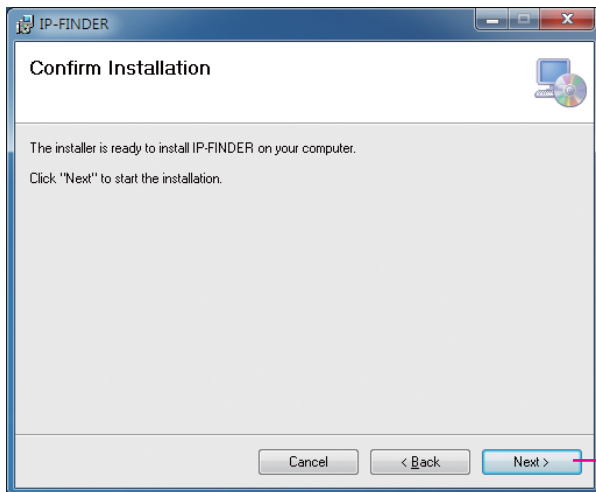 IP-FINDER
Confirm Installation
The installer is ready to install IP-FINDER on your computer.
Click "Next" to start the installation.
Cancel
< Back
Next >